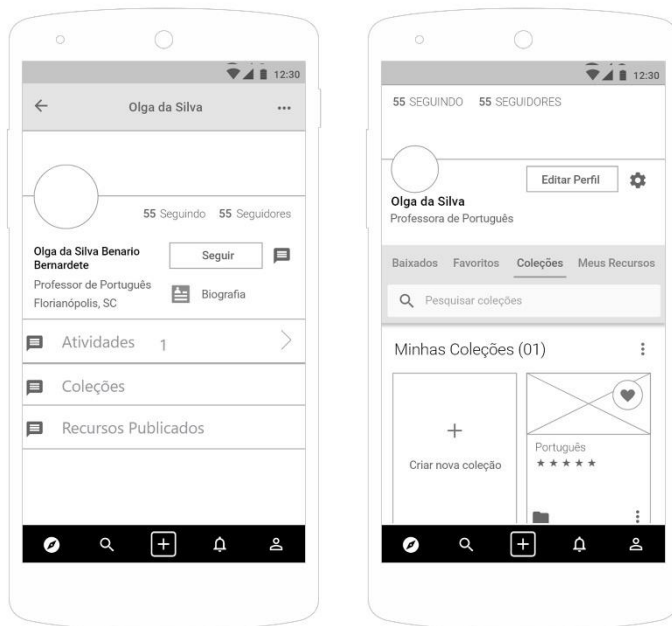 12:30
Olga da Silva
55 Seguindo 55 Seguidores
Olga da Silva Benario
Bernardete
Seguir
Professor de Português
Florianópolis, SC
Biografia
Atividades 1
Coleções
Recursos Publicados
12:30
55 SEGUINDO 55 SEGUIDORES
Editar Perfil
Olga da Silva
Professora de Português
Baixados Favoritos Coleções Meus Recursos
Pesquisar coleções
Minhas Coleções (01)
Criar nova coleção
Português